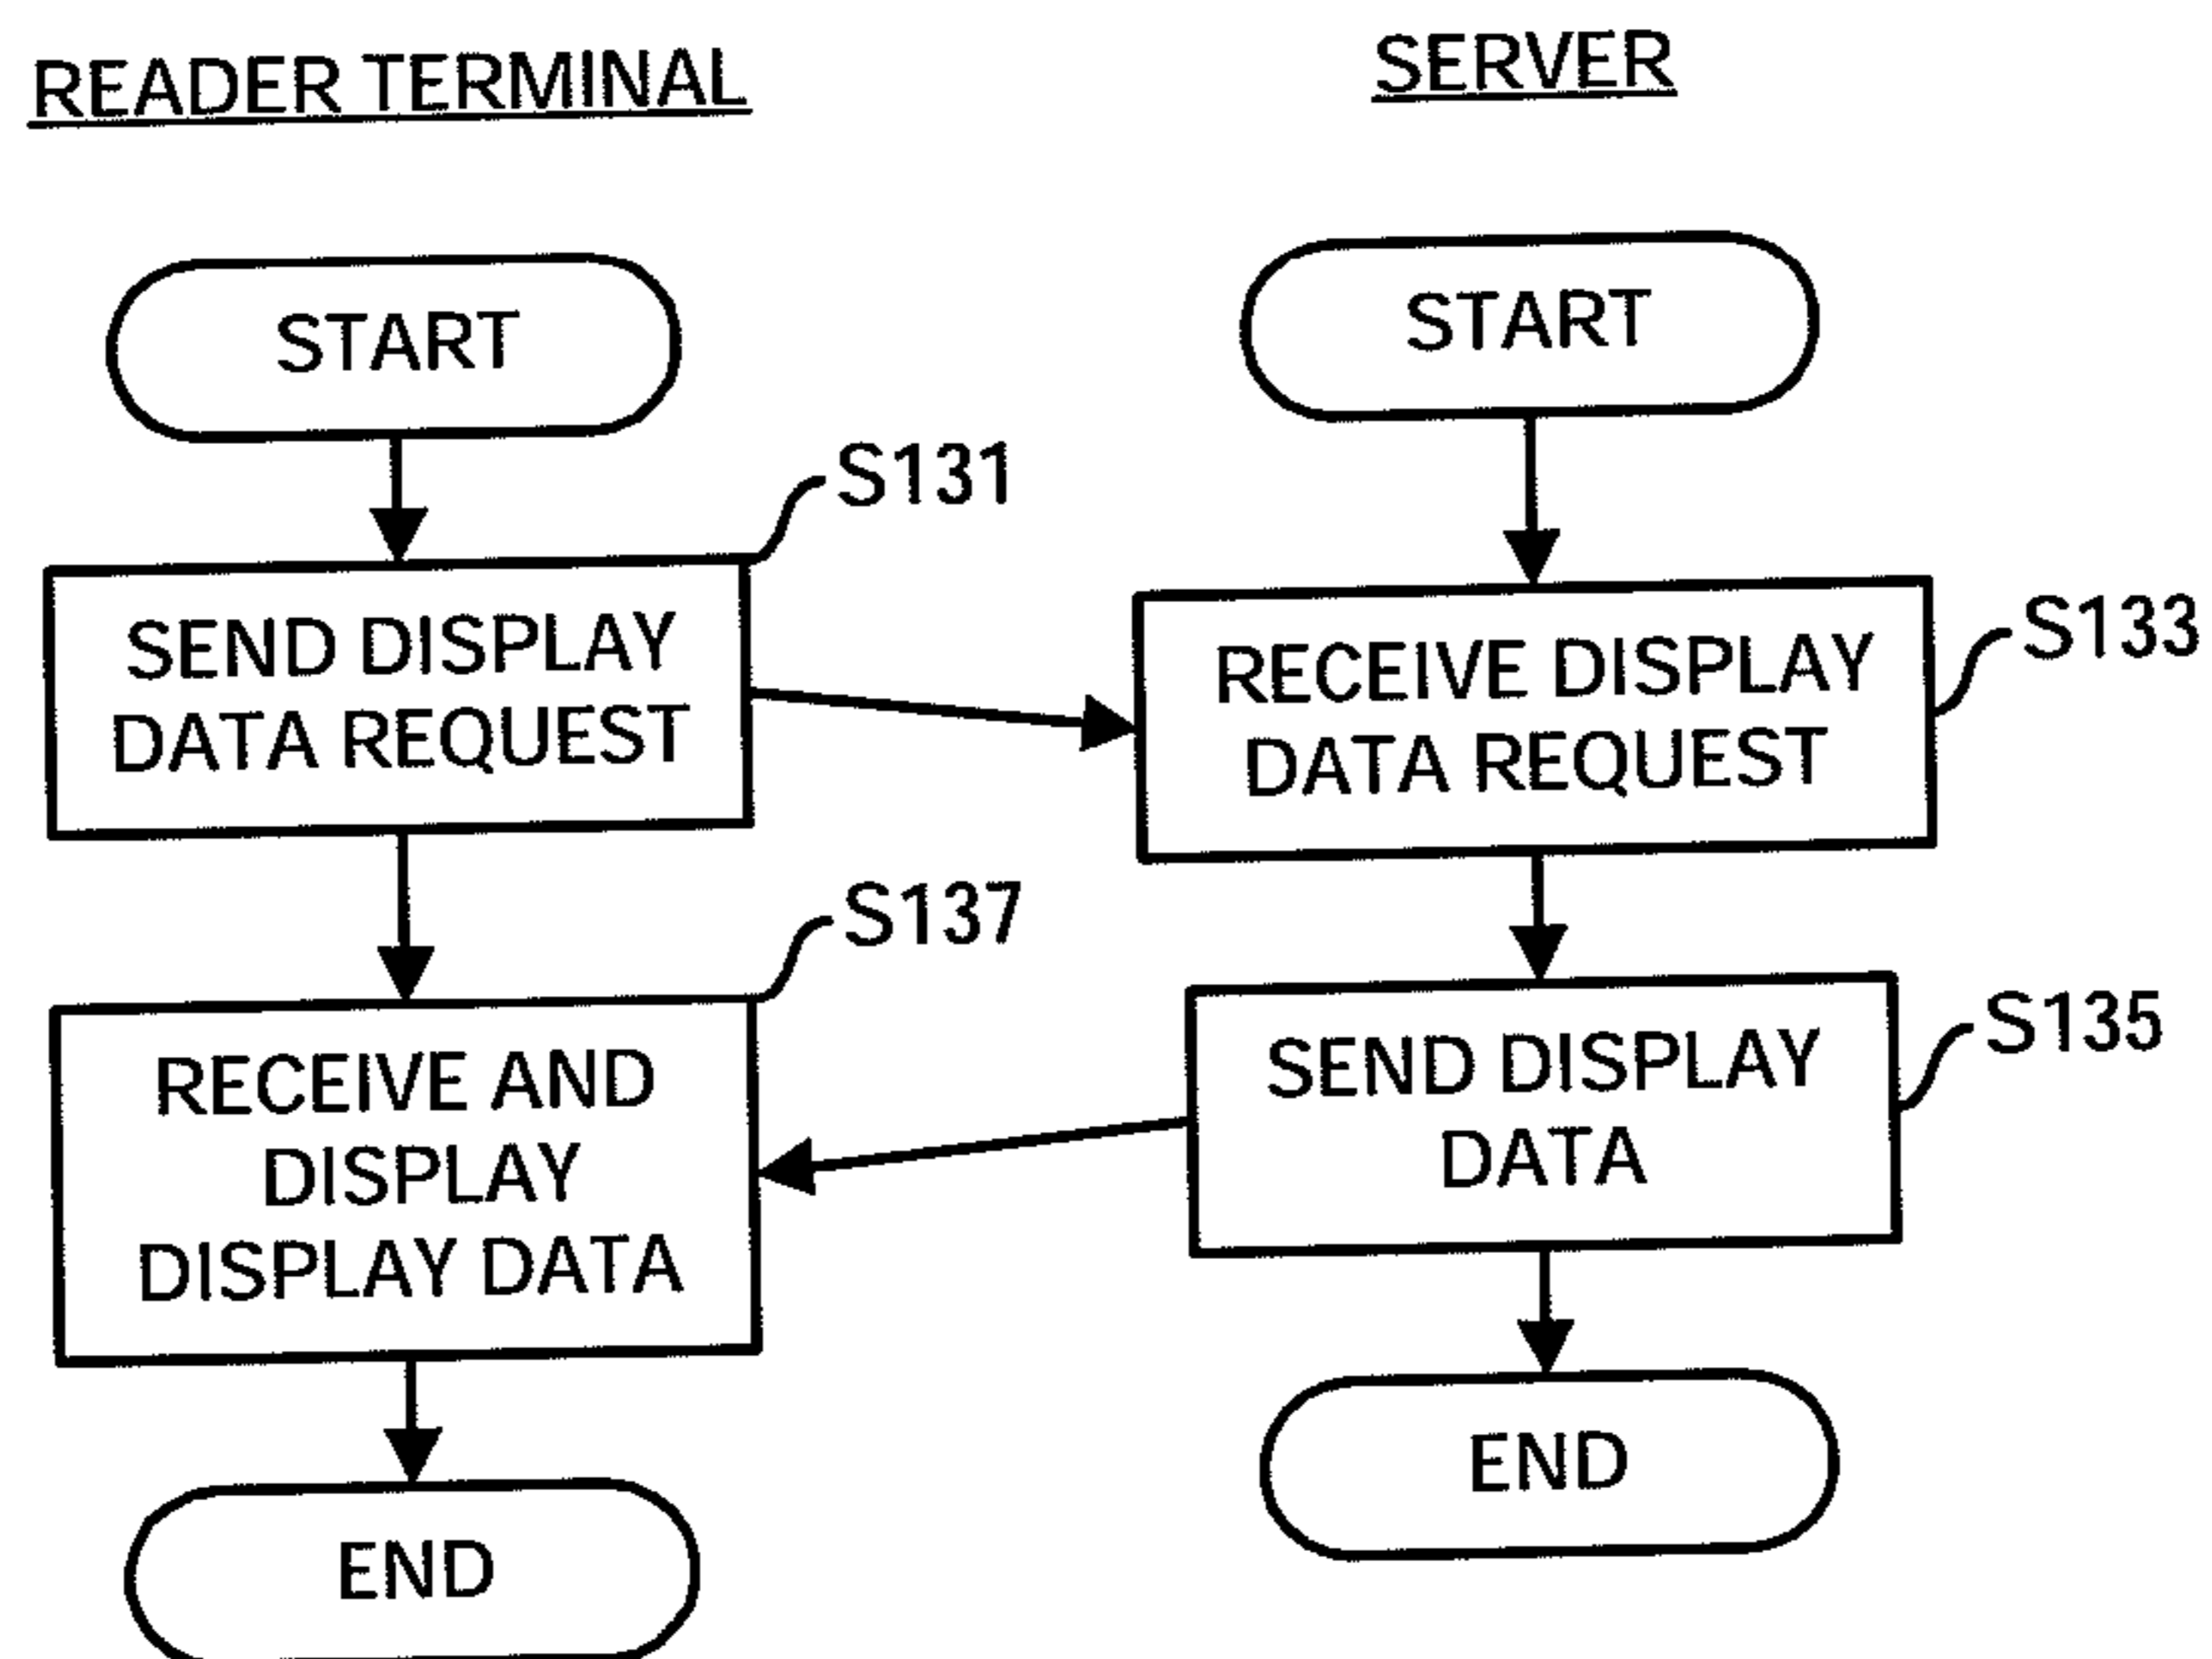 READER TERMINAL
START
S131
SEND DISPLAY
DATA REQUEST
S137
RECEIVE AND
DISPLAY
DISPLAY DATA
END
SERVER
START
S133
RECEIVE DISPLAY
DATA REQUEST
S135
SEND DISPLAY
DATA
END